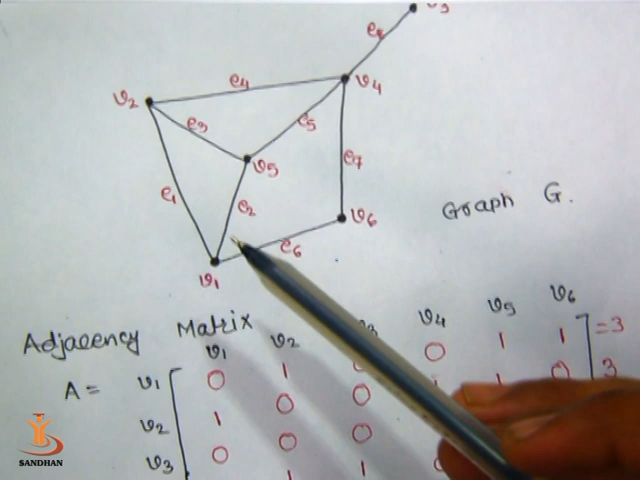 e8
v2
e4
v4
e3
e5
v5
e7
e1
e2
v6
Graph G.
e6
v1
Adjacency Matrix
v1 v2 v4 v5 v6
A = v1 0 1 0 1 1 =3
v2 1 0 0 1 0 3
v3 0 0 0
1 1
SANDHAN